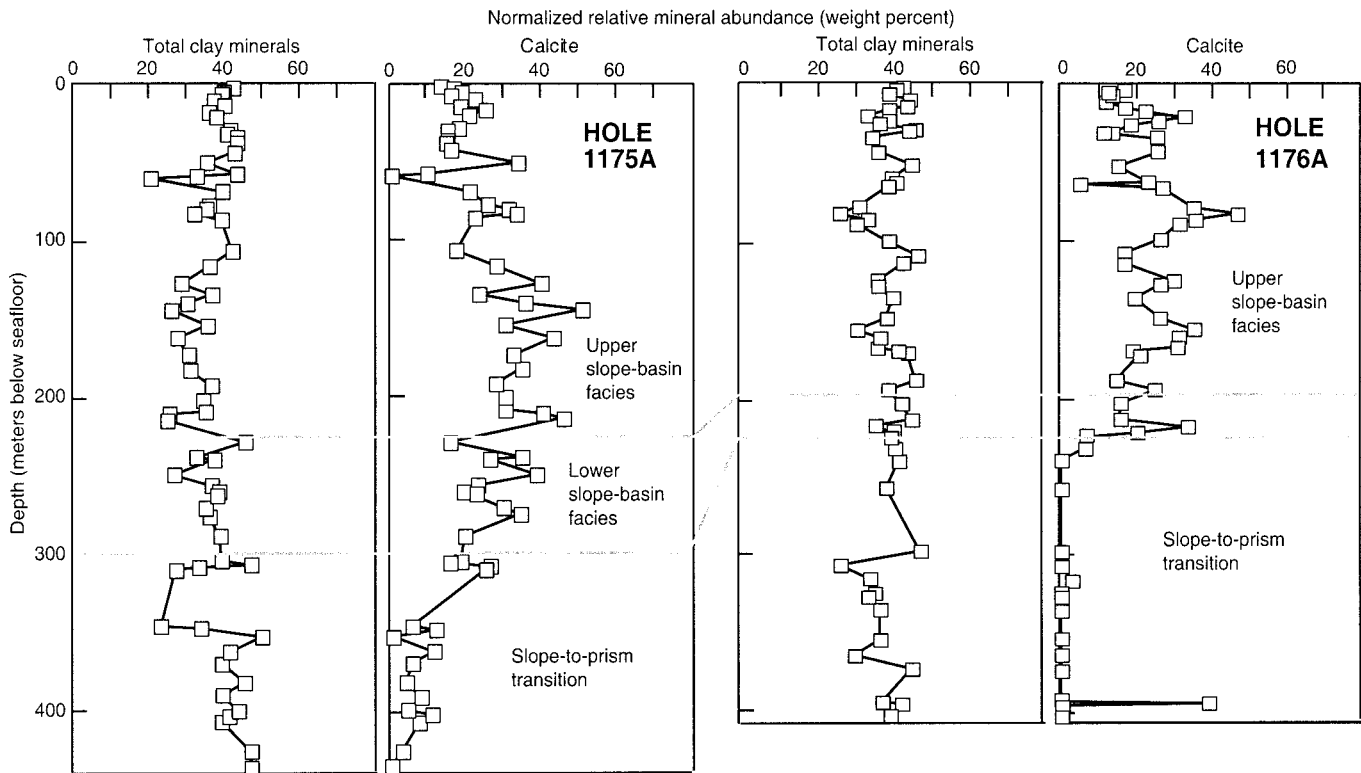 Normalized relative mineral abundance (weight percent)
Total clay minerals
Calcite
Total clay minerals
Calcite
0 20 40 60
0 20 40 60
0 20 40 60
0 20 40 60
HOLE
1175A
HOLE
1176A
Depth (meters below seafloor)
0
100
200
300
400
Upper
slope-basin
facies
Lower
slope-basin
facies
Slope-to-prism
transition
Upper
slope-basin
facies
Slope-to-prism
transition